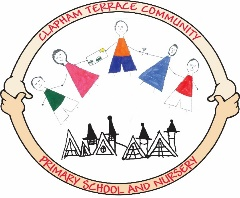 CLAPHAM TERRACE COMMUNITY
PRIMARY SCHOOL AND NURSERY